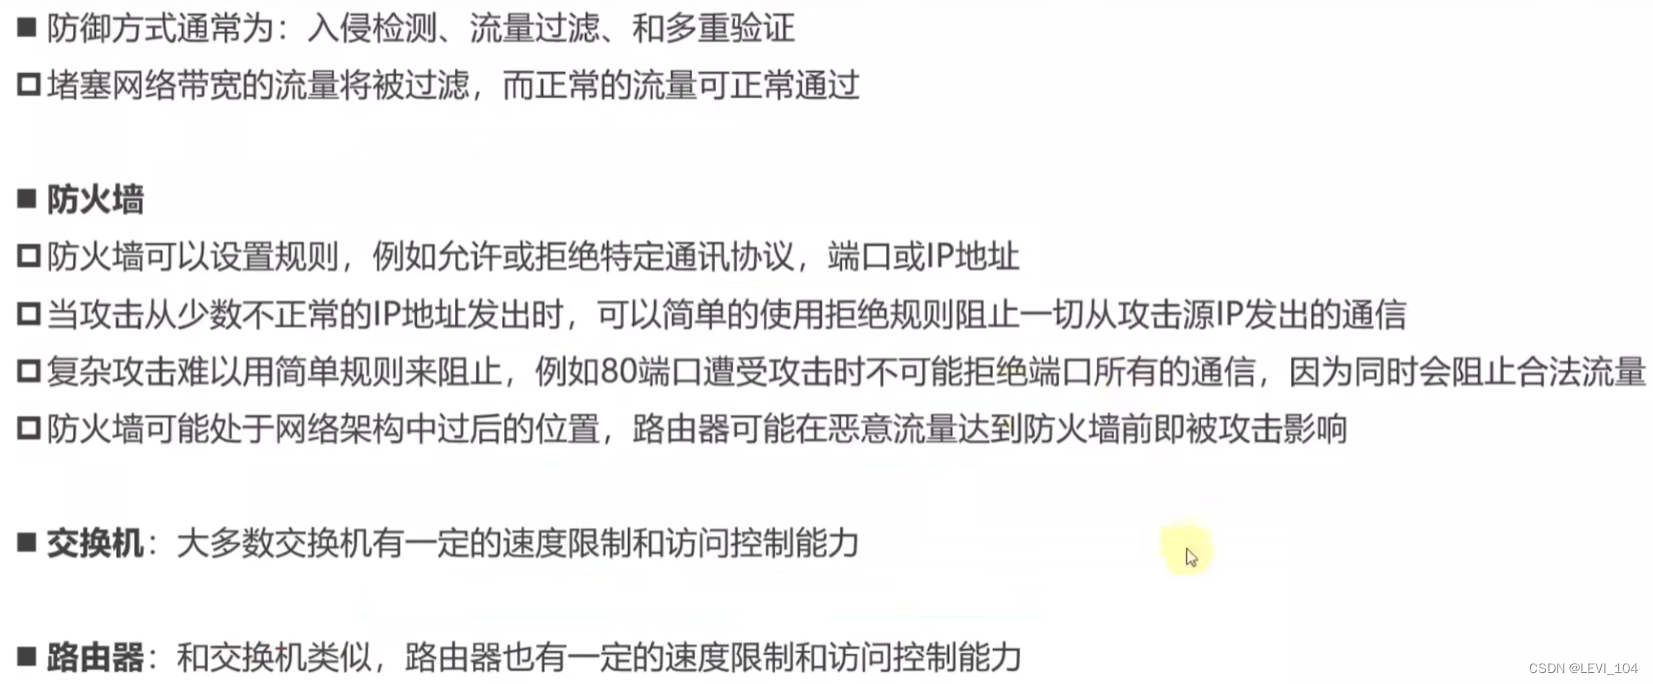 ■ 防御方式通常为：入侵检测、流量过滤、和多重验证
□ 堵塞网络带宽的流量将被过滤，而正常的流量可正常通过
■ 防火墙
□ 防火墙可以设置规则，例如允许或拒绝特定通讯协议，端口或IP地址
□ 当攻击从少数不正常的IP地址发出时，可以简单的使用拒绝规则阻止一切从攻击源IP发出的通信
□ 复杂攻击难以用简单规则来阻止，例如80端口遭受攻击时不可能拒绝端口所有的通信，因为同时会阻止合法流量
□ 防火墙可能处于网络架构中过后的位置，路由器可能在恶意流量达到防火墙前即被攻击影响
■ 交换机：大多数交换机有一定的速度限制和访问控制能力
■ 路由器：和交换机类似，路由器也有一定的速度限制和访问控制能力
CSDN @LEVI_104